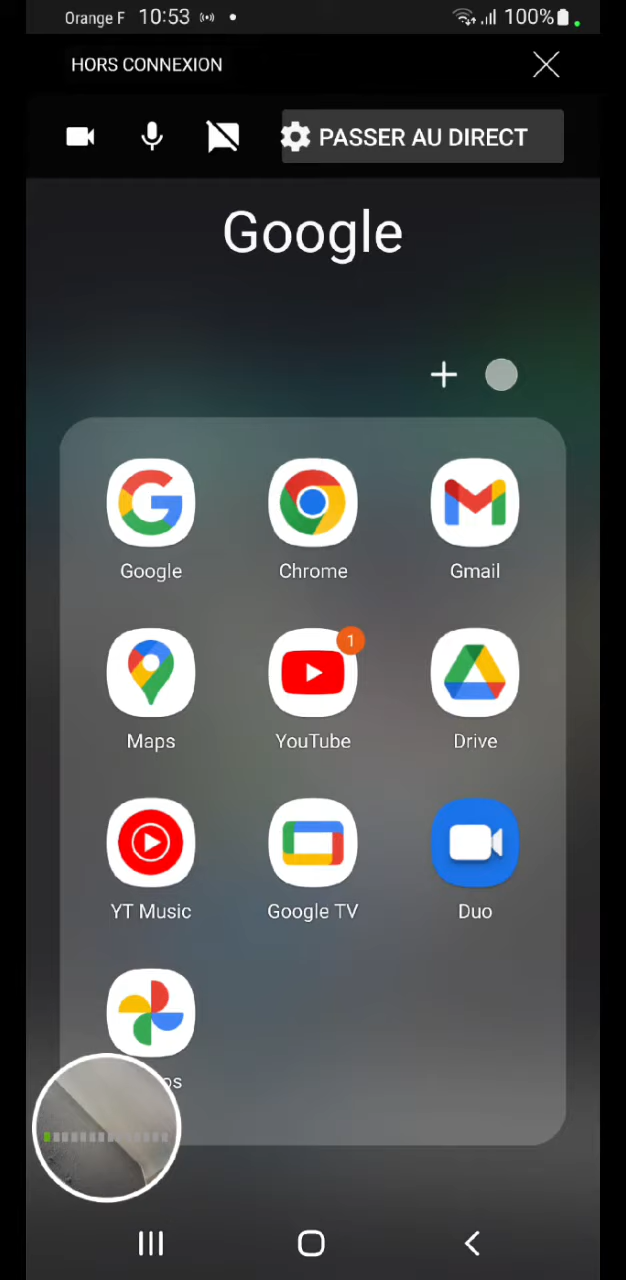 Orange F 10:53 100%
HORS CONNEXION
PASSER AU DIRECT
Google
Google Chrome Gmail
1
Maps YouTube Drive
YT Music Google TV Duo
os